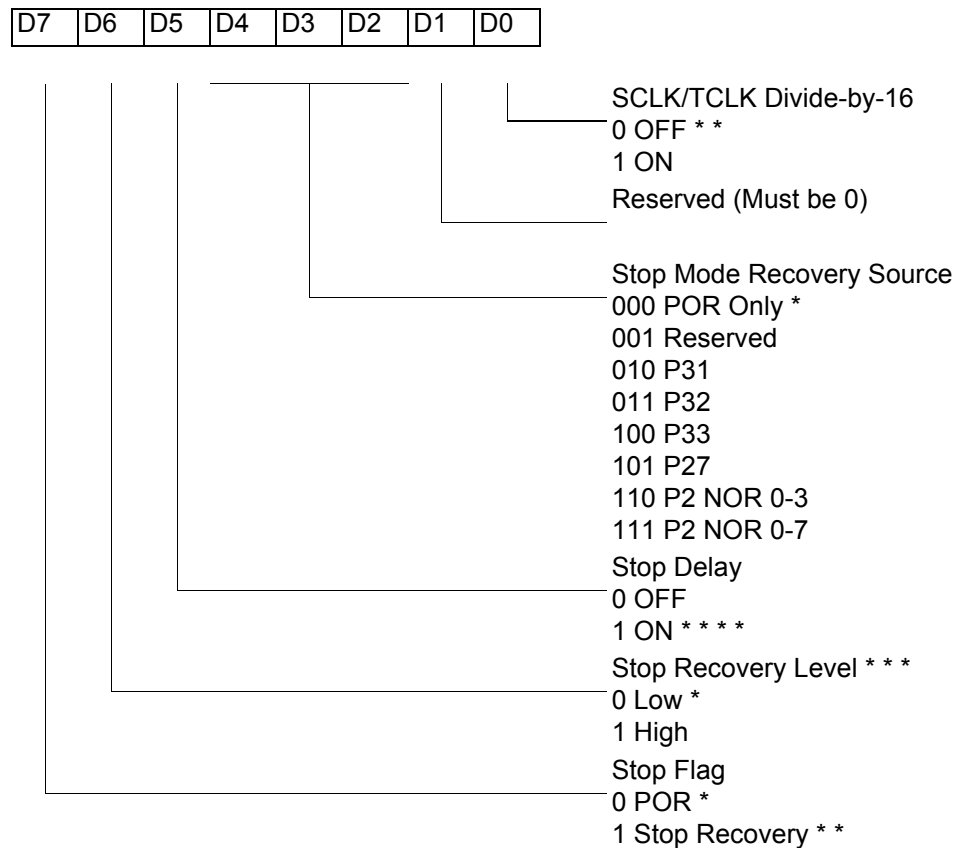 D7 D6 D5 D4 D3 D2 D1 D0
SCLK/TCLK Divide-by-16
0 OFF * *
1 ON
Reserved (Must be 0)
Stop Mode Recovery Source
000 POR Only *
001 Reserved
010 P31
011 P32
100 P33
101 P27
110 P2 NOR 0-3
111 P2 NOR 0-7
Stop Delay
0 OFF
1 ON * * * *
Stop Recovery Level * * *
0 Low *
1 High
Stop Flag
0 POR *
1 Stop Recovery * *